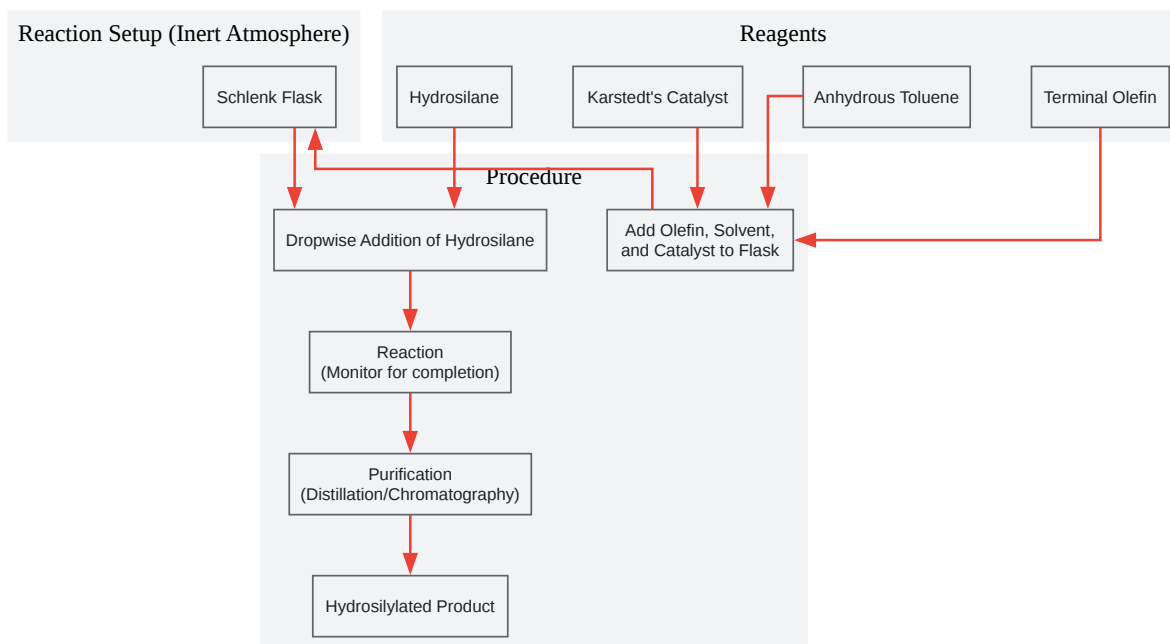 Reaction Setup (Inert Atmosphere)
Reagents
Schlenk Flask
Hydrosilane
Karstedt's Catalyst
Anhydrous Toluene
Terminal Olefin
Procedure
Dropwise Addition of Hydrosilane
Add Olefin, Solvent,
and Catalyst to Flask
Reaction
(Monitor for completion)
Purification
(Distillation/Chromatography)
Hydrosilylated Product